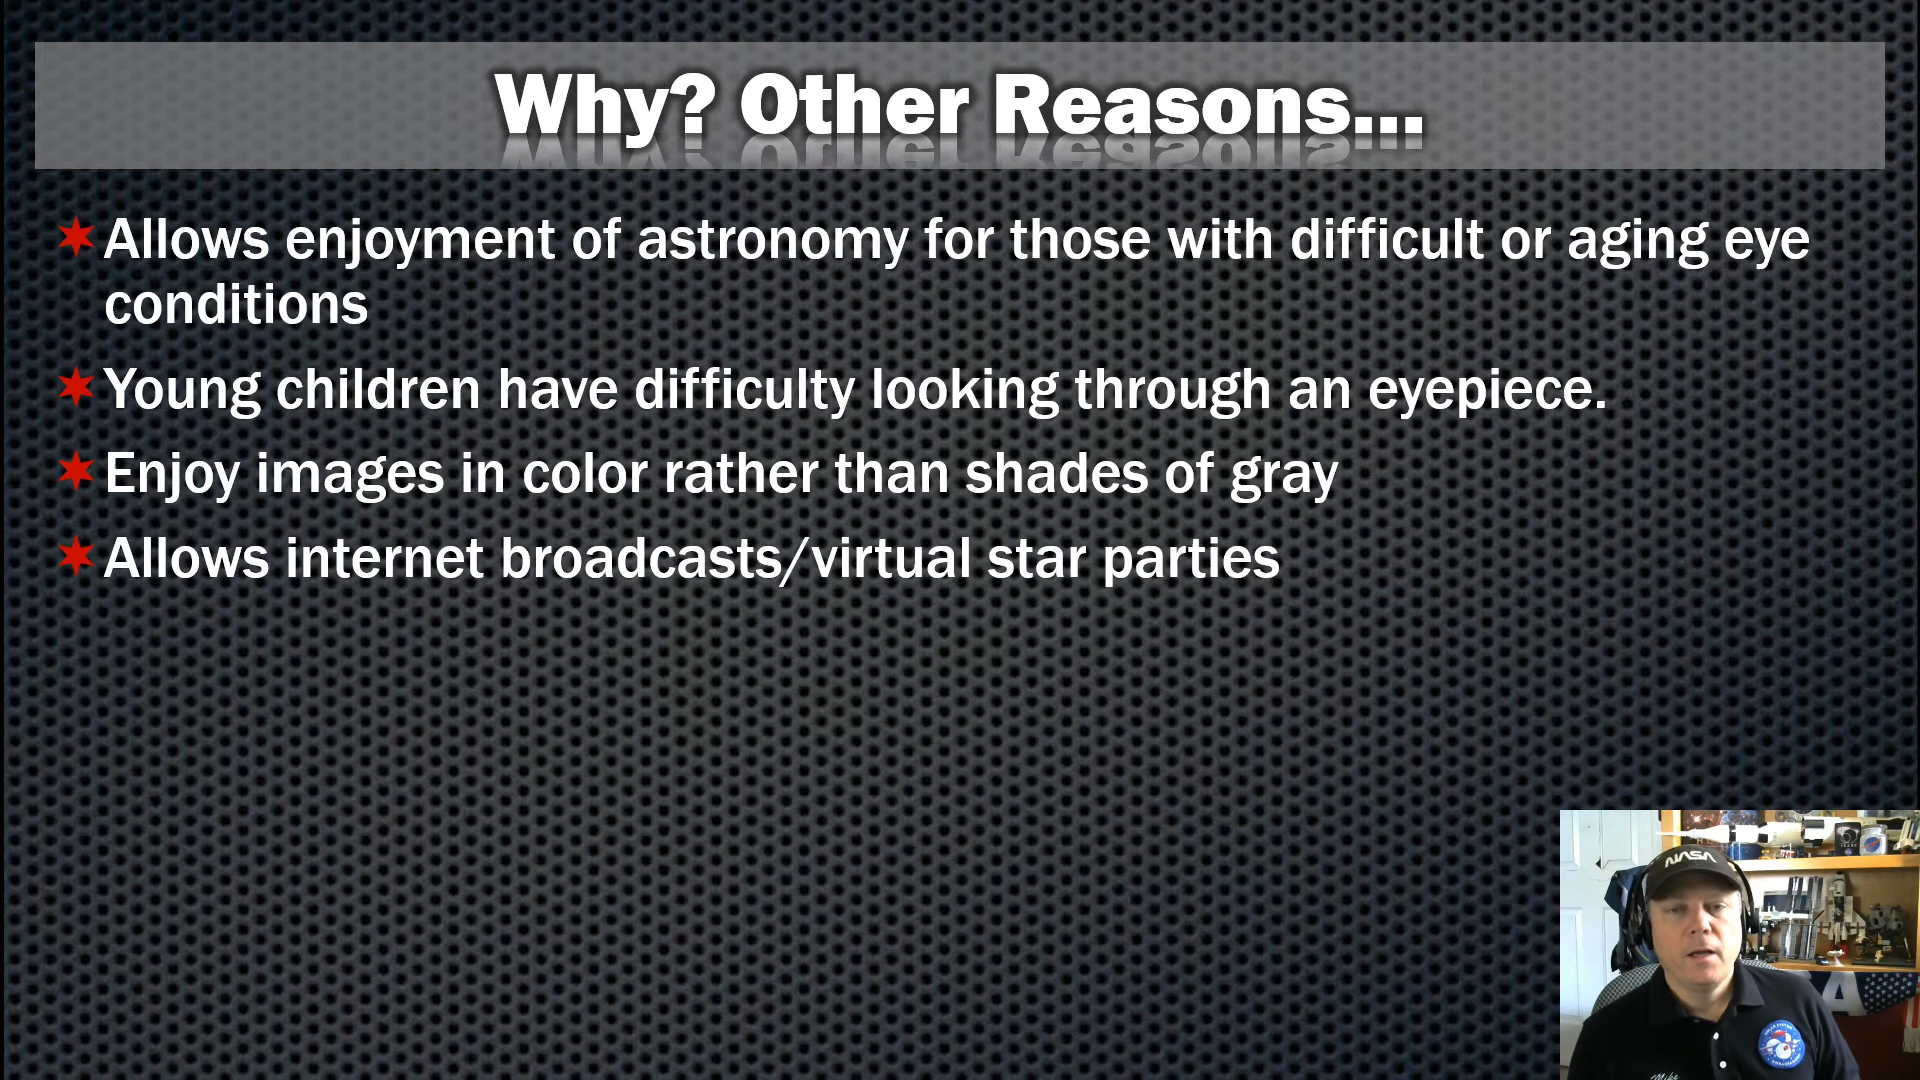 Why? Other Reasons...
Allows enjoyment of astronomy for those with difficult or aging eye
conditions
Young children have difficulty looking through an eyepiece.
Enjoy images in color rather than shades of gray
Allows internet broadcasts/virtual star parties
NASA
Mike